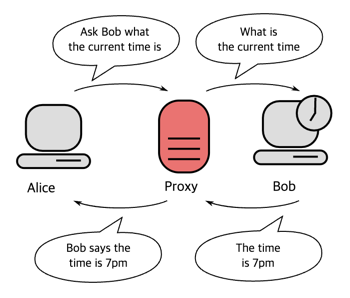 Ask Bob what
the current time is
What is
the current time
Alice
Proxy
Bob
Bob says the
time is 7pm
The time
is 7pm